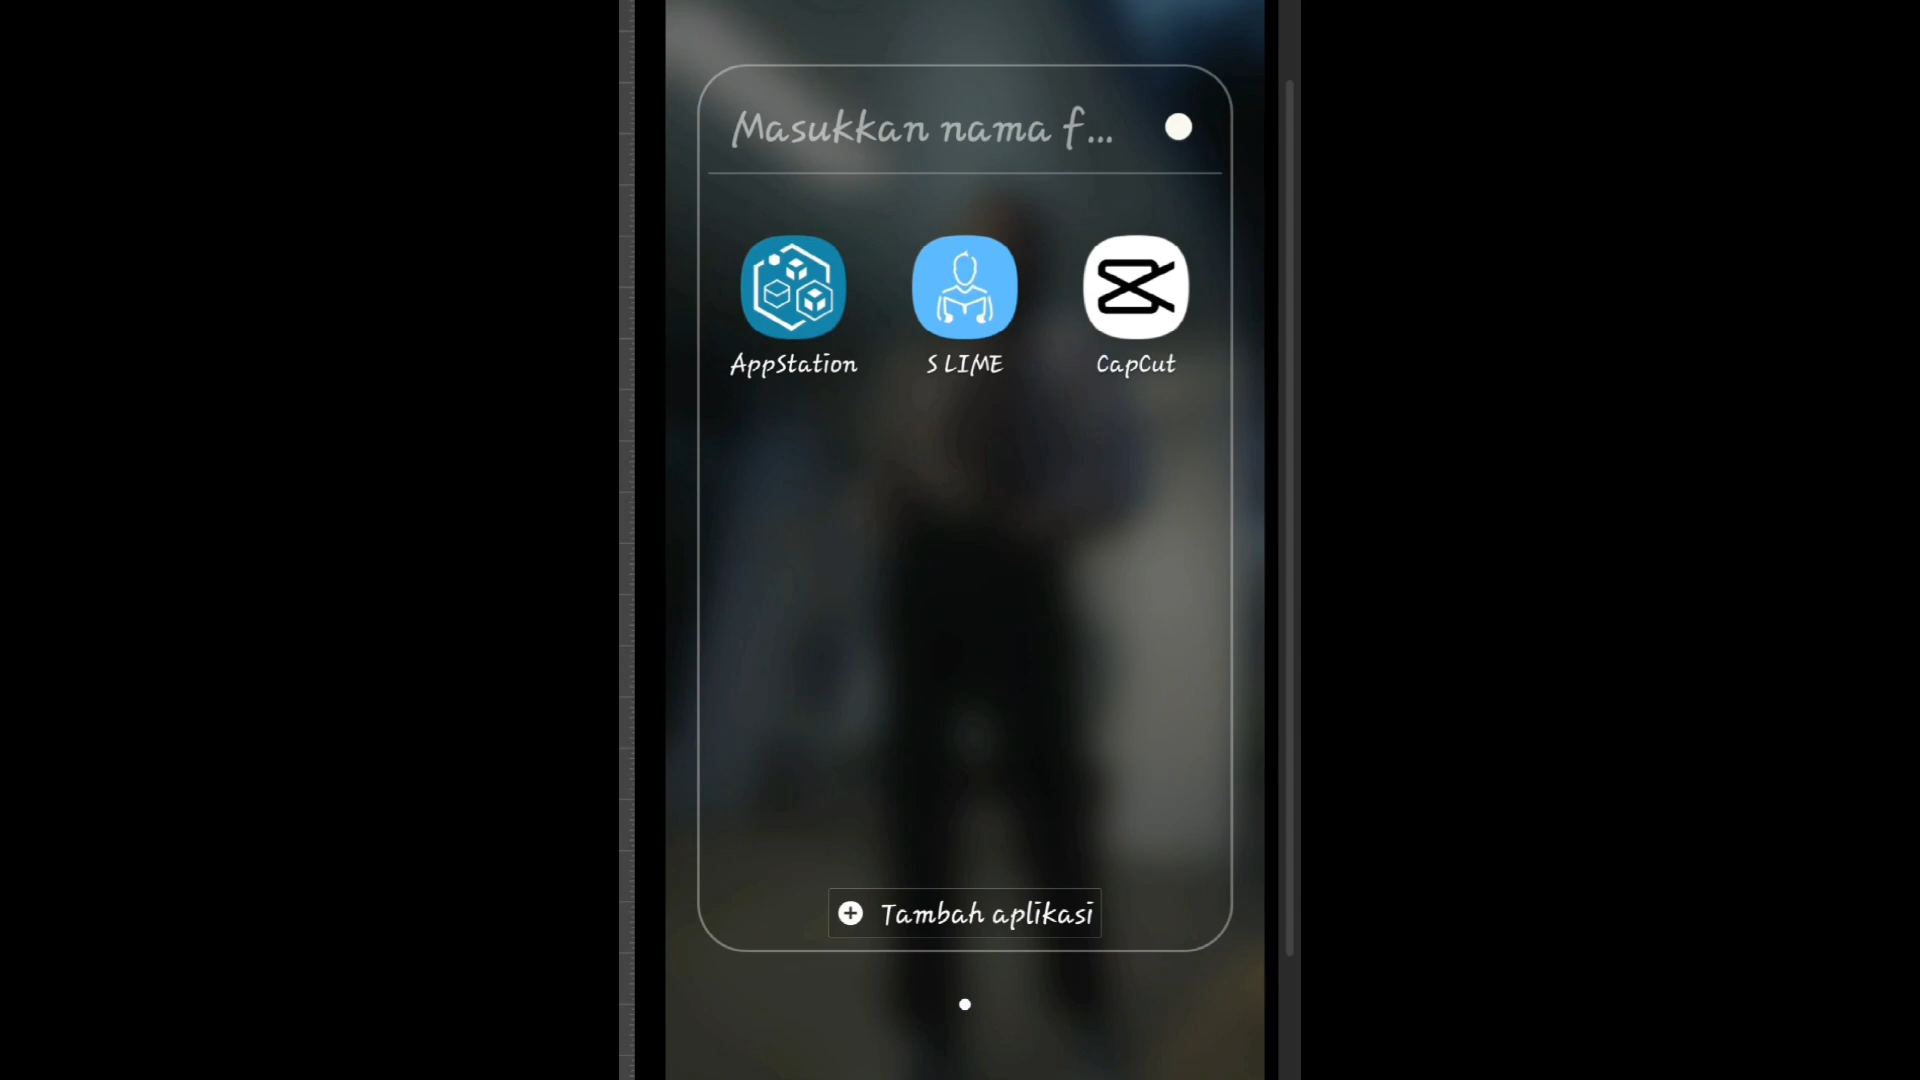 Masukkan nama f...
AppStation
S LIME
CapCut
Tambah aplikasi